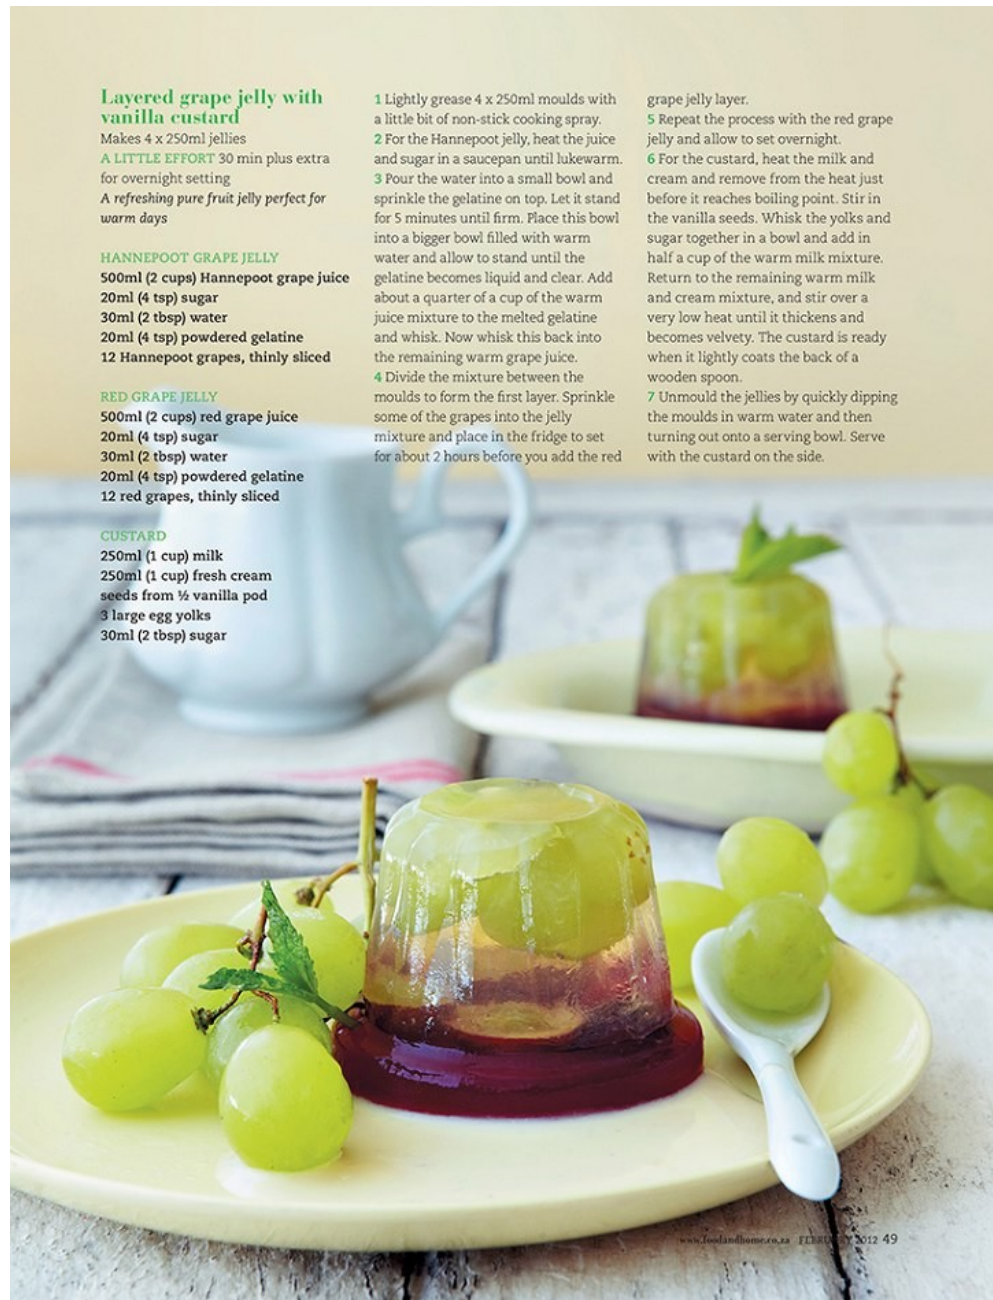 Layered grape jelly with
vanilla custard
Makes 4 x 250ml jellies
A LITTLE EFFORT 30 min plus extra
for overnight setting
A refreshing pure fruit jelly perfect for
warm days
HANNEPOOT GRAPE JELLY
500ml (2 cups) Hannepoot grape juice
20ml (4 tsp) sugar
30ml (2 tbsp) water
20ml (4 tsp) powdered gelatine
12 Hannepoot grapes, thinly sliced
RED GRAPE JELLY
500ml (2 cups) red grape juice
20ml (4 tsp) sugar
30ml (2 tbsp) water
20ml (4 tsp) powdered gelatine
12 red grapes, thinly sliced
CUSTARD
250ml (1 cup) milk
250ml (1 cup) fresh cream
seeds from ½ vanilla pod
3 large egg yolks
30ml (2 tbsp) sugar
1 Lightly grease 4 x 250ml moulds with
a little bit of non-stick cooking spray.
2 For the Hannepoot jelly, heat the juice
and sugar in a saucepan until lukewarm.
3 Pour the water into a small bowl and
sprinkle the gelatine on top. Let it stand
for 5 minutes until firm. Place this bowl
into a bigger bowl filled with warm
water and allow to stand until the
gelatine becomes liquid and clear. Add
about a quarter of a cup of the warm
juice mixture to the melted gelatine
and whisk. Now whisk this back into
the remaining warm grape juice.
4 Divide the mixture between the
moulds to form the first layer. Sprinkle
some of the grapes into the jelly
mixture and place in the fridge to set
for about 2 hours before you add the red
grape jelly layer.
5 Repeat the process with the red grape
jelly and allow to set overnight.
6 For the custard, heat the milk and
cream and remove from the heat just
before it reaches boiling point. Stir in
the vanilla seeds. Whisk the yolks and
sugar together in a bowl and add in
half a cup of the warm milk mixture.
Return to the remaining warm milk
and cream mixture, and stir over a
very low heat until it thickens and
becomes velvety. The custard is ready
when it lightly coats the back of a
wooden spoon.
7 Unmould the jellies by quickly dipping
the moulds in warm water and then
turning out onto a serving bowl. Serve
with the custard on the side.
www.foodandhome.co.za FEBRUARY 2012 49